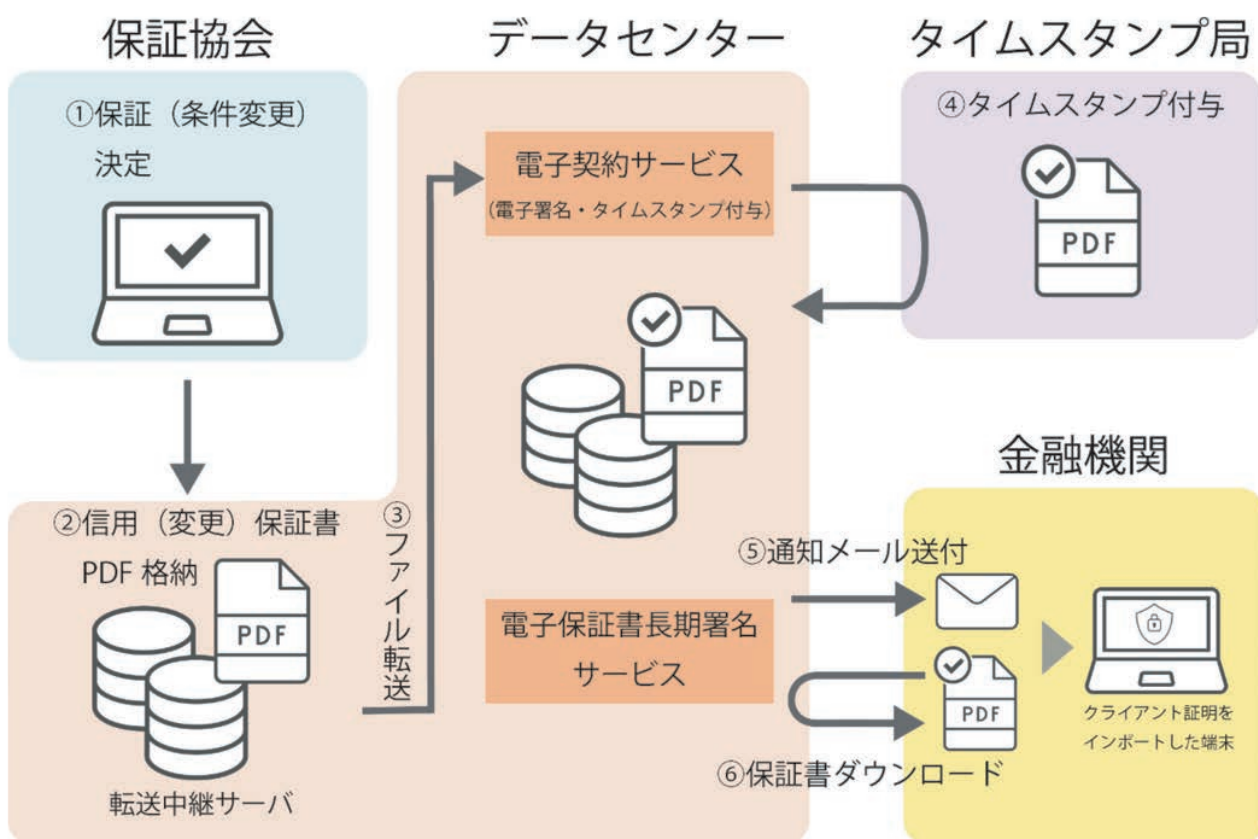 保証協会
①保証（条件変更）
決定
データセンター
電子契約サービス
（電子署名・タイムスタンプ付与）
タイムスタンプ局
④タイムスタンプ付与
PDF
PDF
②信用（変更）保証書
PDF 格納
PDF
転送中継サーバ
③ファイル転送
電子保証書長期署名
サービス
金融機関
⑤通知メール送付
PDF
⑥保証書ダウンロード
クライアント証明を
インポートした端末